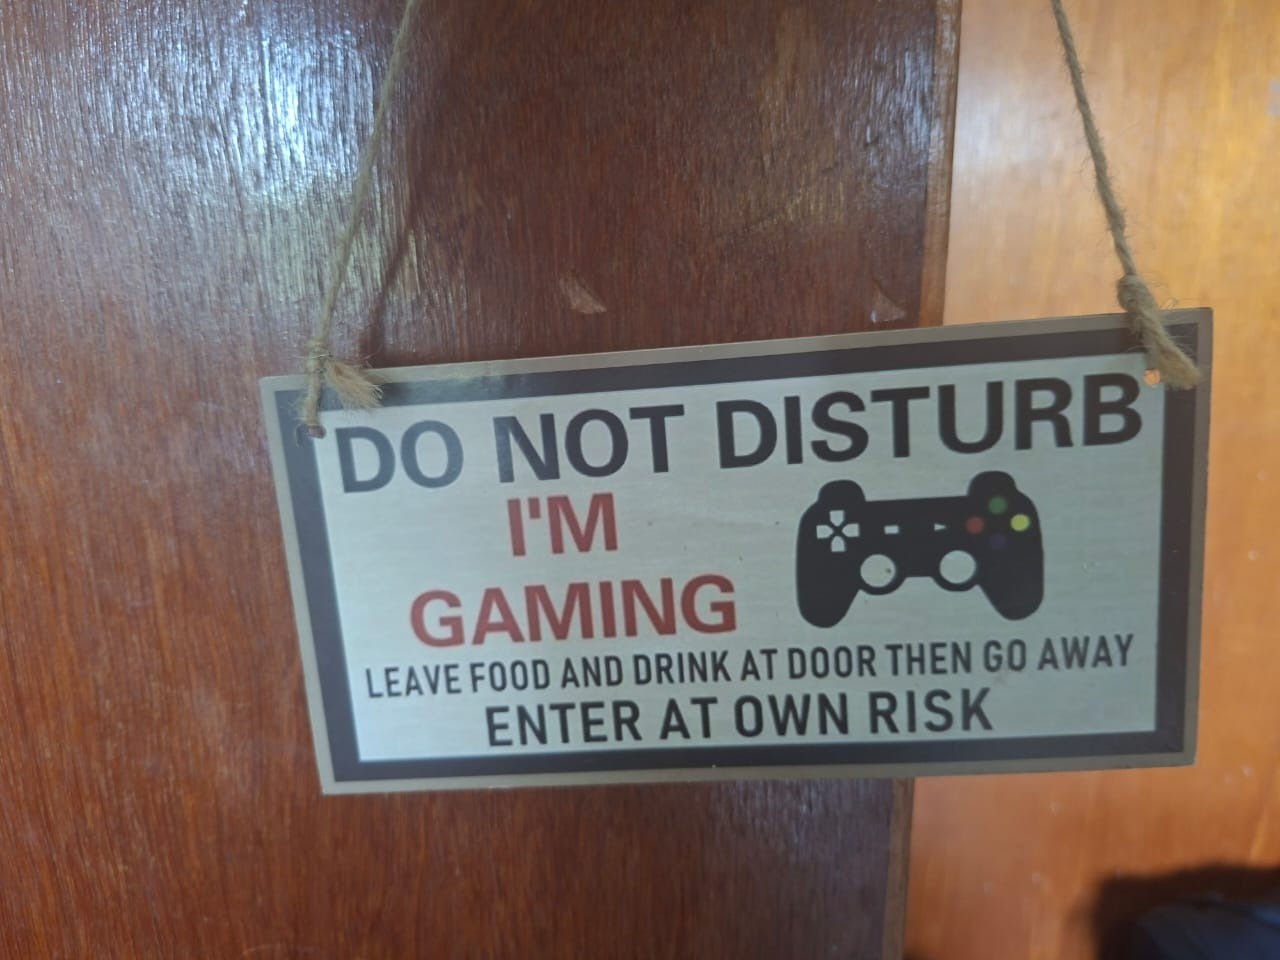 DO NOT DISTURB
I'M
GAMING
LEAVE FOOD AND DRINK AT DOOR THEN GO AWAY
ENTER AT OWN RISK